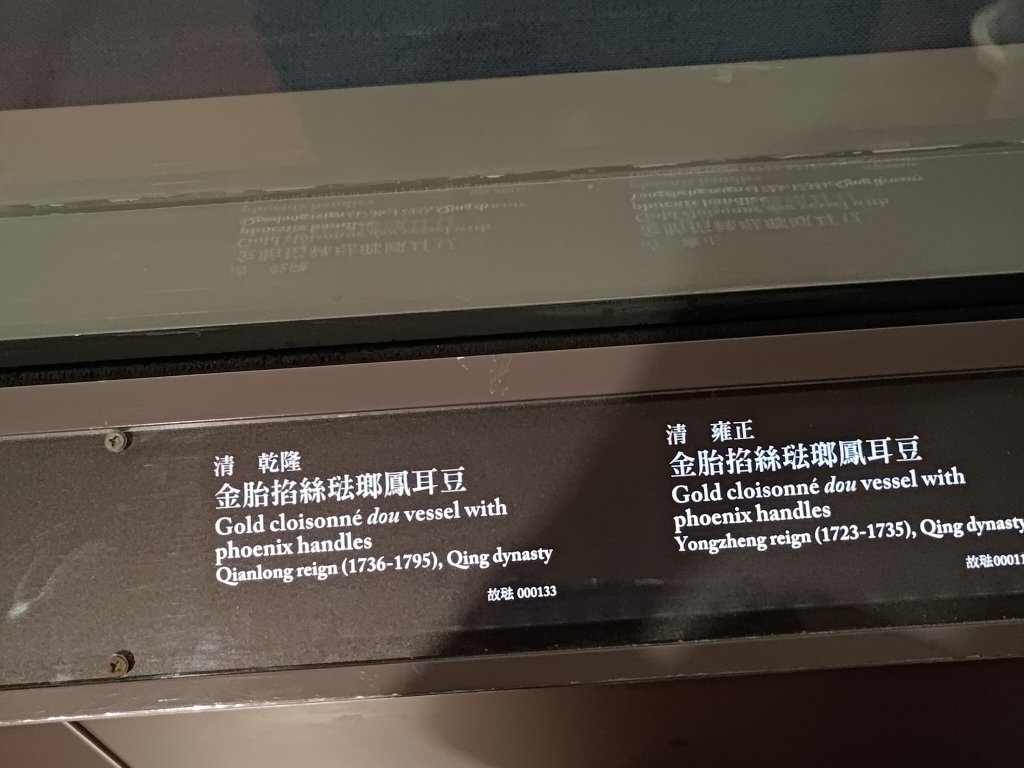 清 乾隆
金胎掐絲琺瑯鳳耳豆
Gold cloisonné dou vessel with
phoenix handles
Qianlong reign (1736-1795), Qing dynasty
故琺 000133
清 雍正
金胎掐絲琺瑯鳳耳豆
Gold cloisonné dou vessel with
phoenix handles
Yongzheng reign (1723-1735), Qing dynasty